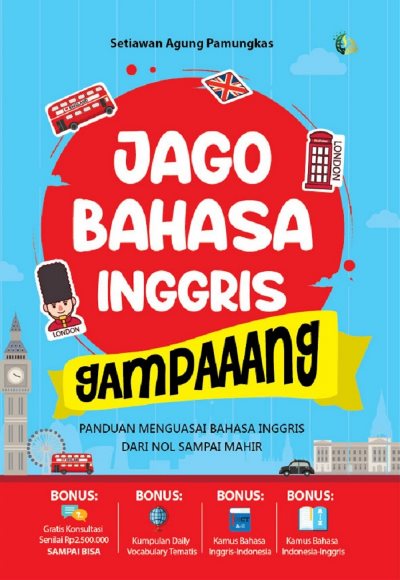 Setiawan Agung Pamungkas
LONDON
JAGO
BAHASA
INGGRIS
LONDON
GAMPAAANG
PANDUAN MENGUASAI BAHASA INGGRIS
DARI NOL SAMPAI MAHIR
BONUS:
Gratis Konsultasi
Senilai Rp2.500.000
SAMPAI BISA
BONUS:
Kumpulan Daily
Vocabulary Tematis
BONUS:
Kamus Bahasa
Inggris-Indonesia
BONUS:
Kamus Bahasa
Indonesia-Inggris